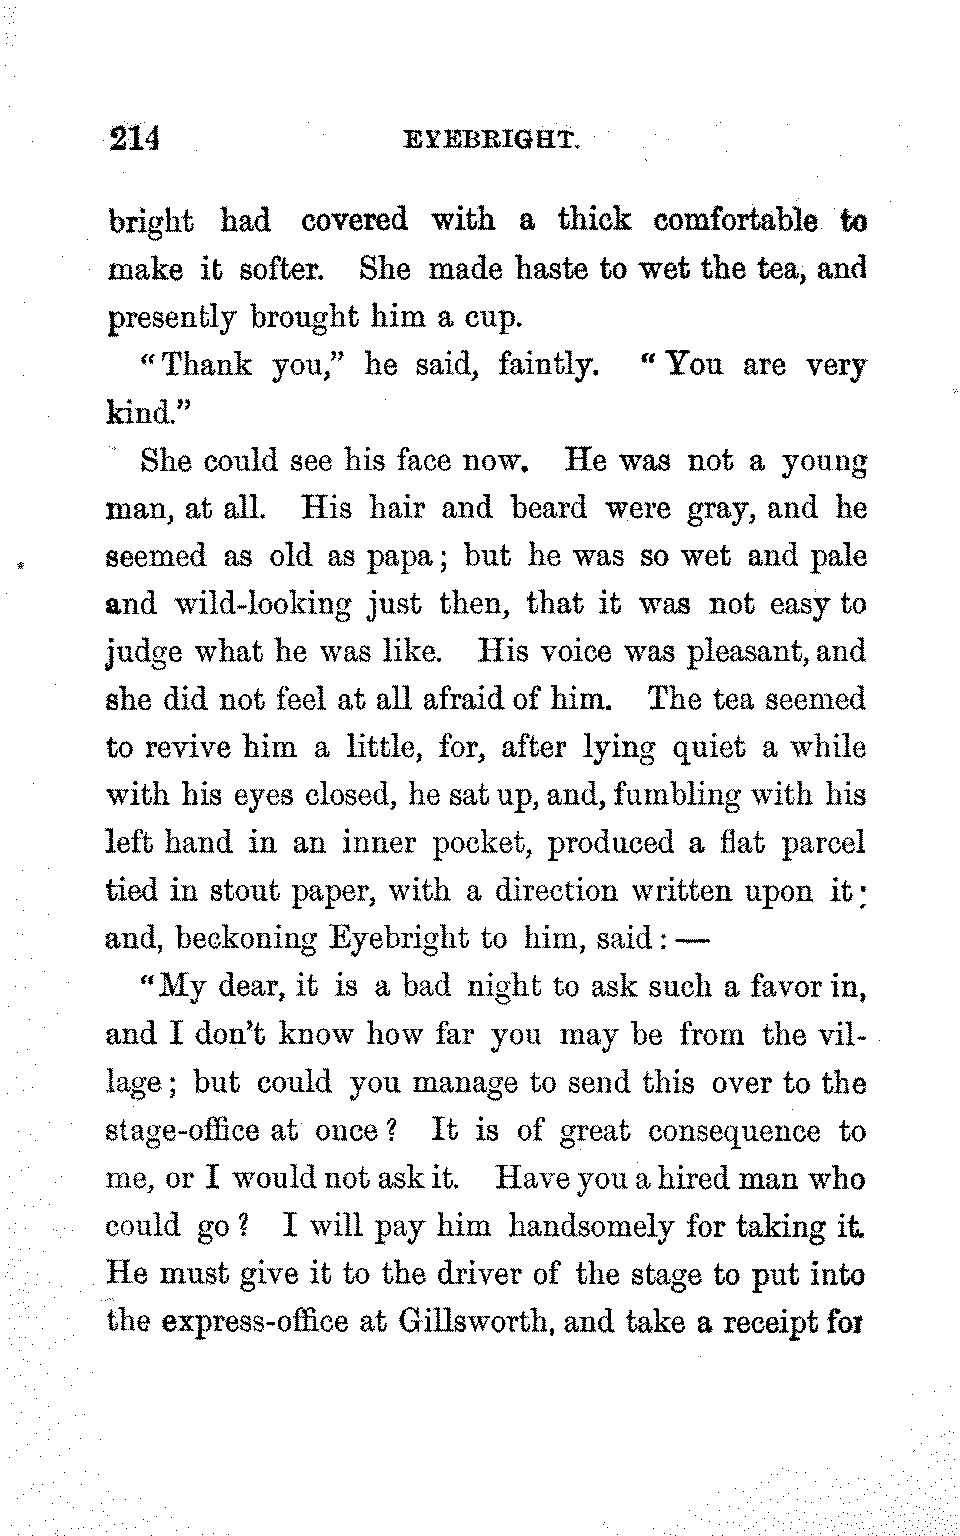 214 EYEBRIGHT.
bright had covered with a thick comfortable to
make it softer. She made haste to wet the tea, and
presently brought him a cup.
“Thank you,” he said, faintly. “You are very
kind.”
She could see his face now. He was not a young
man, at all. His hair and beard were gray, and he
seemed as old as papa; but he was so wet and pale
and wild-looking just then, that it was not easy to
judge what he was like. His voice was pleasant, and
she did not feel at all afraid of him. The tea seemed
to revive him a little, for, after lying quiet a while
with his eyes closed, he sat up, and, fumbling with his
left hand in an inner pocket, produced a flat parcel
tied in stout paper, with a direction written upon it;
and, beckoning Eyebright to him, said: —
“My dear, it is a bad night to ask such a favor in,
and I don’t know how far you may be from the vil-
lage; but could you manage to send this over to the
stage-office at once? It is of great consequence to
me, or I would not ask it. Have you a hired man who
could go? I will pay him handsomely for taking it.
He must give it to the driver of the stage to put into
the express-office at Gillsworth, and take a receipt for